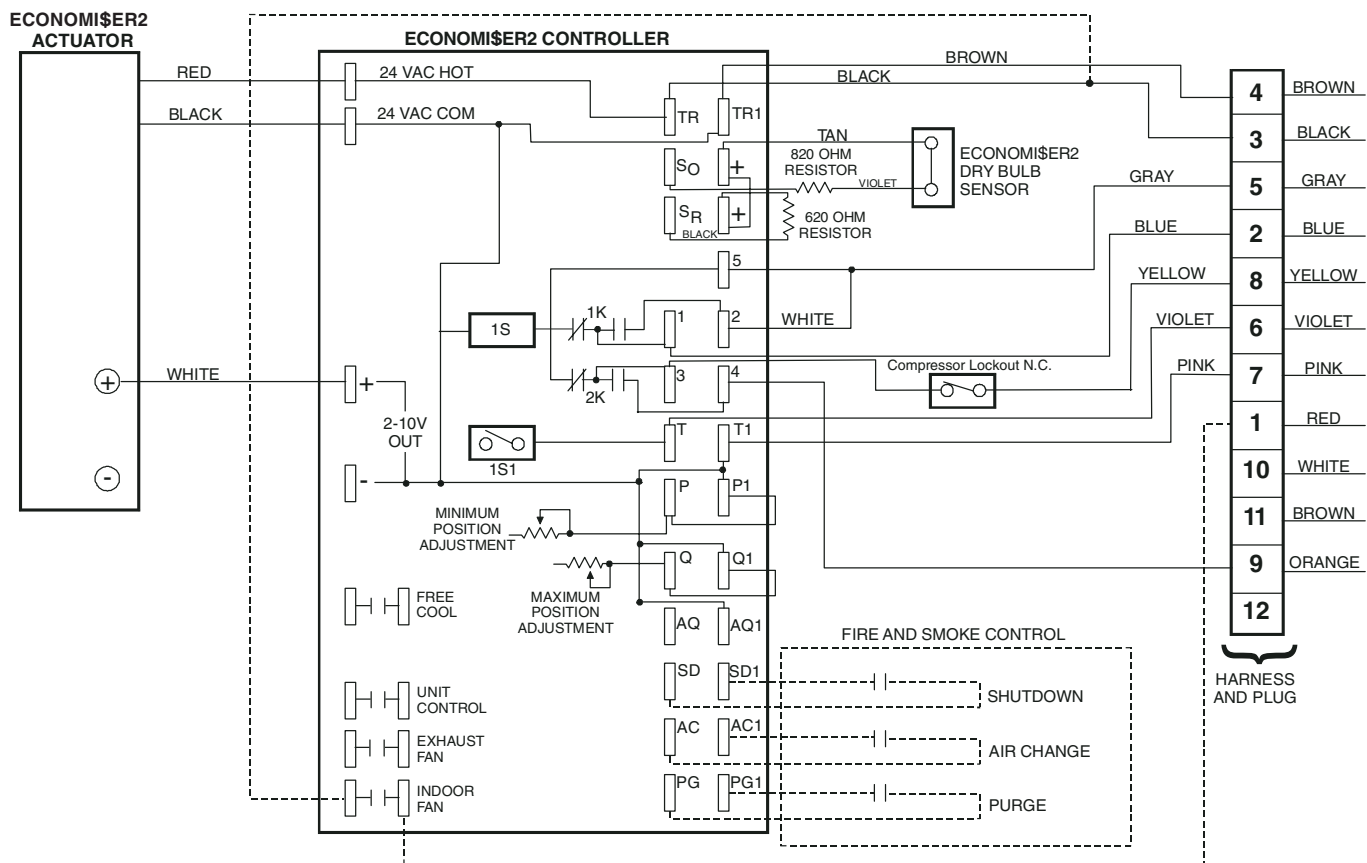 ECONOMI$ER2
ACTUATOR
ECONOMI$ER2 CONTROLLER
RED
24 VAC HOT
BLACK
24 VAC COM
TR
TR1
BROWN
BLACK
TAN
820 OHM
RESISTOR
VIOLET
ECONOMI$ER2
DRY BULB
SENSOR
SO
+
SR
+
BLACK
620 OHM
RESISTOR
GRAY
BLUE
YELLOW
VIOLET
PINK
5
1S
1K
1
2
WHITE
2K
3
4
Compressor Lockout N.C.
WHITE
+
+
2-10V
OUT
-
-
1S1
T
T1
P
P1
MINIMUM
POSITION
ADJUSTMENT
Q
Q1
MAXIMUM
POSITION
ADJUSTMENT
AQ
AQ1
FREE
COOL
UNIT
CONTROL
EXHAUST
FAN
INDOOR
FAN
FIRE AND SMOKE CONTROL
SD
SD1
SHUTDOWN
AC
AC1
AIR CHANGE
PG
PG1
PURGE
4 BROWN
3 BLACK
5 GRAY
2 BLUE
8 YELLOW
6 VIOLET
7 PINK
1 RED
10 WHITE
11 BROWN
9 ORANGE
12
HARNESS
AND PLUG